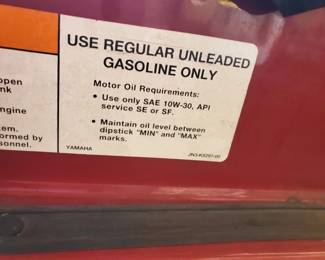 USE REGULAR UNLEADED
GASOLINE ONLY
Motor Oil Requirements:
• Use only SAE 10W-30, API
service SE or SF.
• Maintain oil level between
dipstick "MIN" and "MAX"
marks.
YAMAHA
open
nk
ngine
tem.
formed by
sonnel.